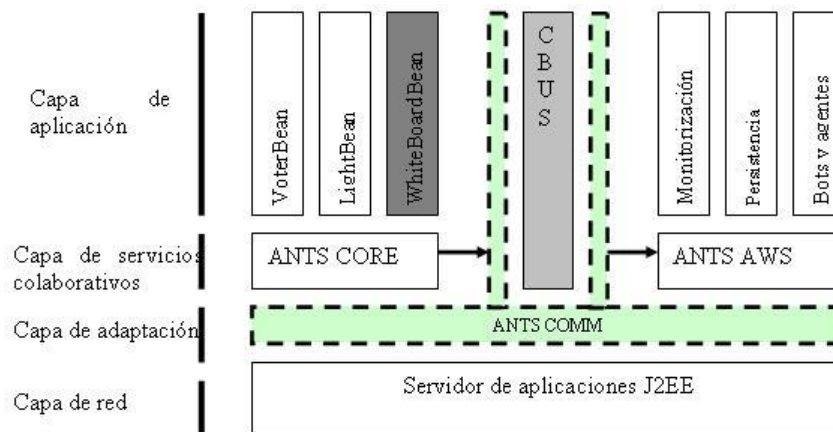 Capa de
aplicación
VoterBean
LightBean
WhiteBoardBean
CBUS
Monitorización
Persistencia
Bots y agentes
Capa de servicios
colaborativos
ANTS CORE
ANTS AWS
Capa de adaptación
ANTS COMM
Capa de red
Servidor de aplicaciones J2EE